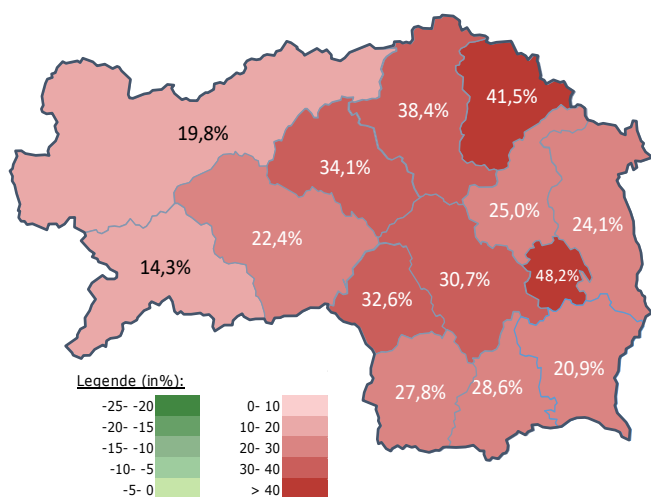 41,5%
38,4%
19,8%
34,1%
25,0%
24,1%
22,4%
14,3%
48,2%
30,7%
32,6%
20,9%
27,8%
28,6%
Legende (in%):
-25- -20 0- 10
-20- -15 10- 20
-15- -10 20- 30
-10- -5 30- 40
-5- 0 > 40